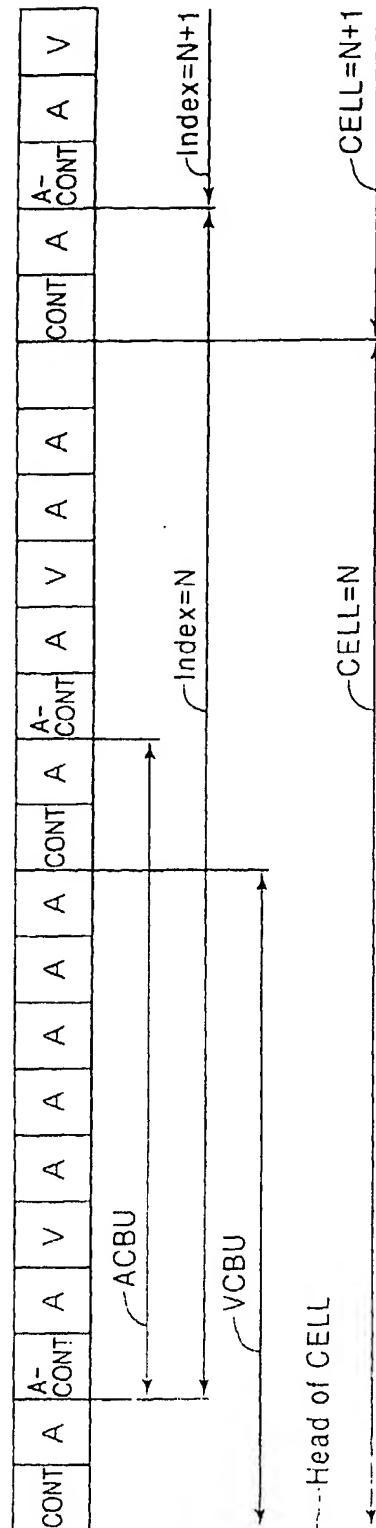 CONT A A-CONT A V A A A A A CONT A A-CONT A V A A CONT A A-CONT A V
ACBU
Index=N Index=N+1
VCBU
Head of CELL
CELL=N CELL=N+1